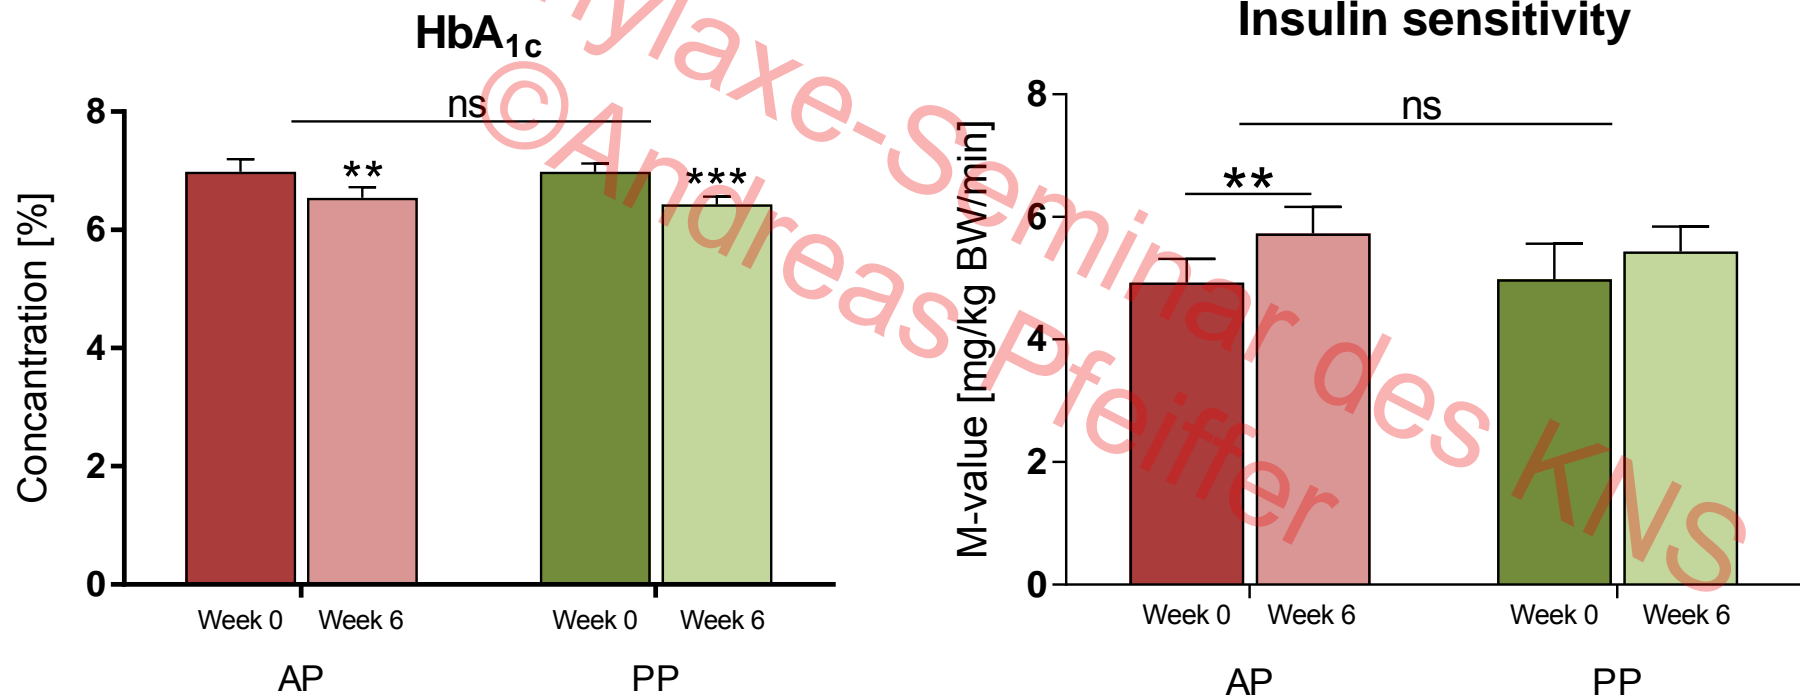 HbA1c
Concantration [%]
8
6
4
2
0
ns
**
***
Week 0
Week 6
Week 0
Week 6
AP
PP
Insulin sensitivity
M-value [mg/kg BW/min]
8
6
4
2
0
ns
**
Week 0
Week 6
Week 0
Week 6
AP
PP
hylaxe-Seminar des KNS
©Andreas Pfeiffer